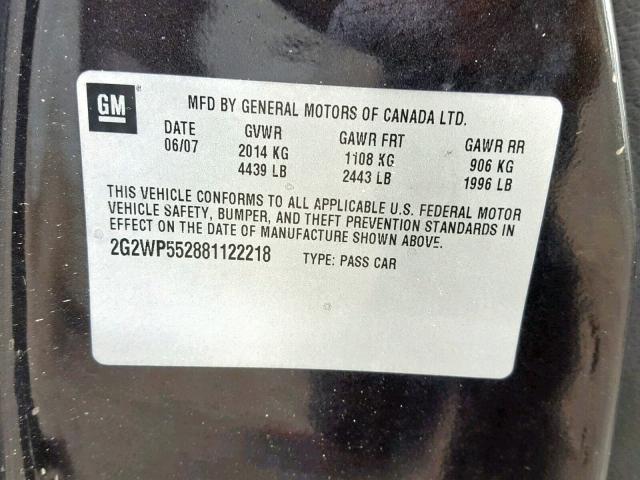 GM
MFD BY GENERAL MOTORS OF CANADA LTD.
DATE GVWR GAWR FRT GAWR RR
06/07 2014 KG 1108 KG 906 KG
4439 LB 2443 LB 1996 LB
THIS VEHICLE CONFORMS TO ALL APPLICABLE U.S. FEDERAL MOTOR
VEHICLE SAFETY, BUMPER, AND THEFT PREVENTION STANDARDS IN
EFFECT ON THE DATE OF MANUFACTURE SHOWN ABOVE.
2G2WP552881122218 TYPE: PASS CAR